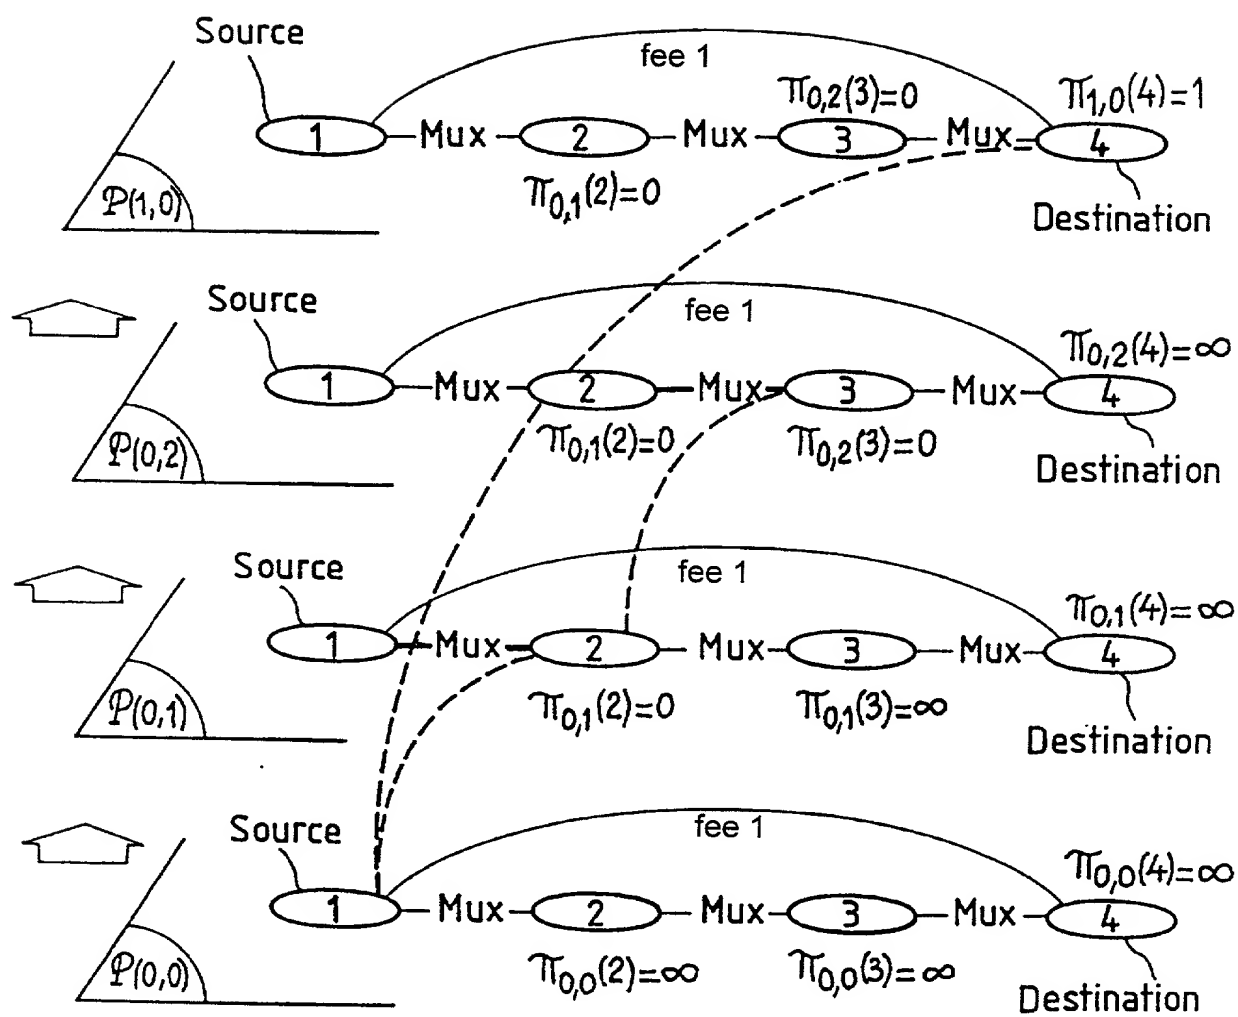 Source
fee 1
π0,2(3)=0
π1,0(4)=1
1 Mux 2 Mux 3 Mux 4
P(1,0)
π0,1(2)=0
Destination
Source
fee 1
π0,2(4)=∞
1 Mux 2 Mux 3 Mux 4
P(0,2)
π0,1(2)=0
π0,2(3)=0
Destination
Source
fee 1
π0,1(4)=∞
1 Mux 2 Mux 3 Mux 4
P(0,1)
π0,1(2)=0
π0,1(3)=∞
Destination
Source
fee 1
π0,0(4)=∞
1 Mux 2 Mux 3 Mux 4
P(0,0)
π0,0(2)=∞
π0,0(3)=∞
Destination